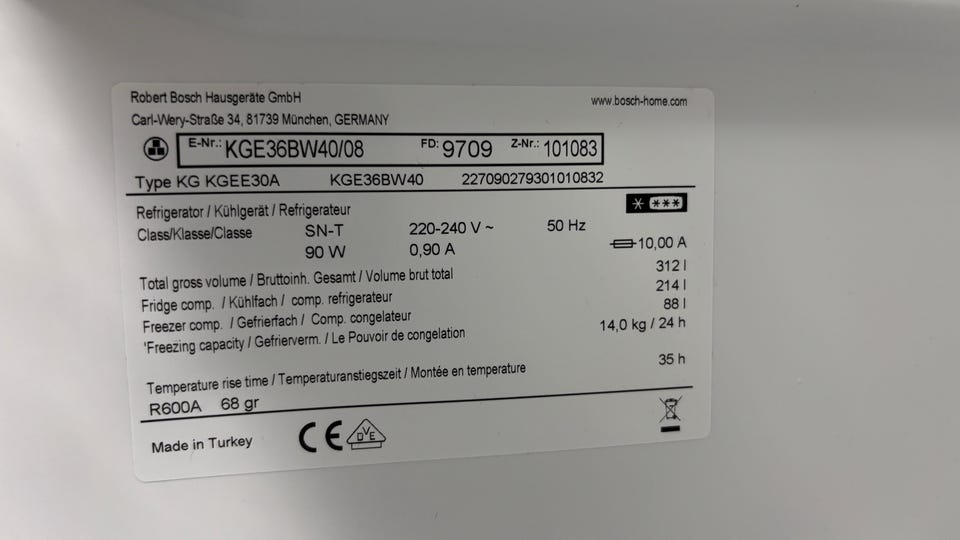 Robert Bosch Hausgeräte GmbH www.bosch-home.com
Carl-Wery-Straße 34, 81739 München, GERMANY
E-Nr.: KGE36BW40/08 FD: 9709 Z-Nr.: 101083
Type KG KGEE30A KGE36BW40 227090279301010832
Refrigerator / Kühlgerät / Refrigerateur
Class/Klasse/Classe SN-T 220-240 V ~ 50 Hz
90 W 0,90 A 10,00 A
Total gross volume / Bruttoinh. Gesamt / Volume brut total 312 l
Fridge comp. / Kühlfach / comp. refrigerateur 214 l
Freezer comp. / Gefrierfach / Comp. congelateur 88 l
'Freezing capacity / Gefrierverm. / Le Pouvoir de congelation 14,0 kg / 24 h
Temperature rise time / Temperaturanstiegszeit / Montée en temperature 35 h
R600A 68 gr
Made in Turkey CE DVE